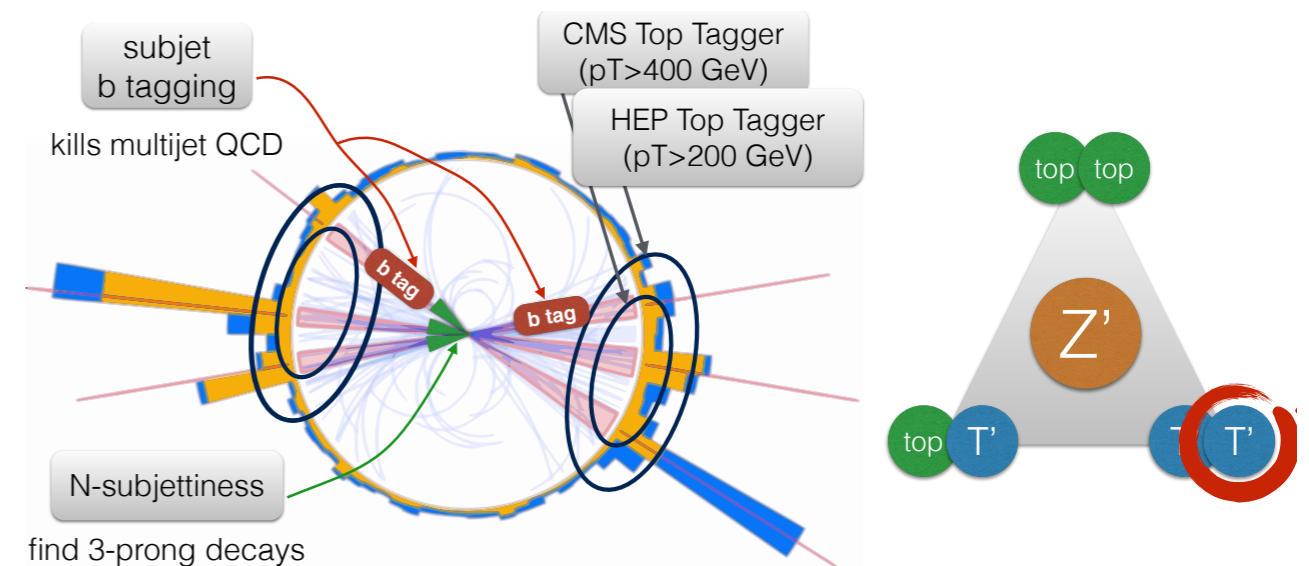 subjet
b tagging
kills multijet QCD
CMS Top Tagger
(pT>400 GeV)
HEP Top Tagger
(pT>200 GeV)
b tag
b tag
N-subjettiness
find 3-prong decays
top top
Z'
top T'
T'